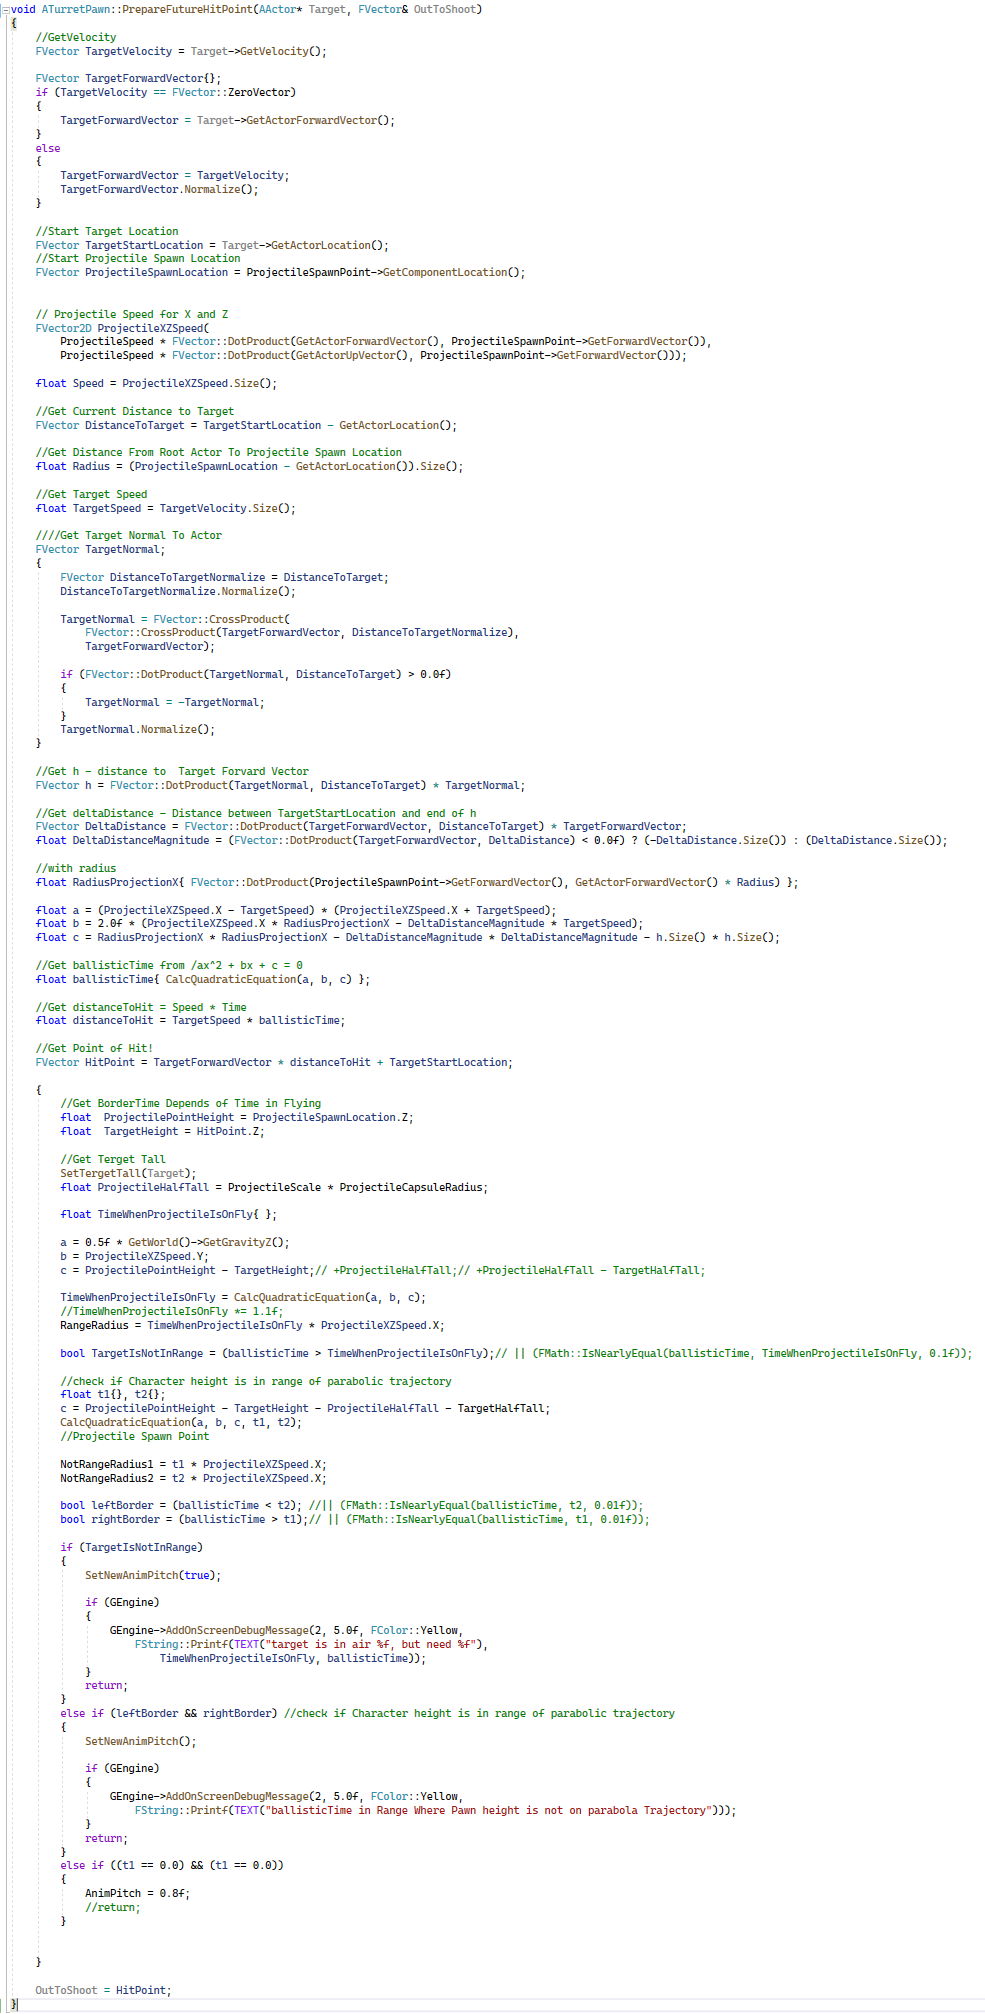 void ATurretPawn::PrepareFutureHitPoint(AActor* Target, FVector& OutToShoot)
{
//GetVelocity
FVector TargetVelocity = Target->GetVelocity();
FVector TargetForwardVector{};
if (TargetVelocity == FVector::ZeroVector)
{
TargetForwardVector = Target->GetActorForwardVector();
}
else
{
TargetForwardVector = TargetVelocity;
TargetForwardVector.Normalize();
}
//Start Target Location
FVector TargetStartLocation = Target->GetActorLocation();
//Start Projectile Spawn Location
FVector ProjectileSpawnLocation = ProjectileSpawnPoint->GetComponentLocation();
// Projectile Speed for X and Z
FVector2D ProjectileXZSpeed(
ProjectileSpeed * FVector::DotProduct(GetActorForwardVector(), ProjectileSpawnPoint->GetForwardVector()),
ProjectileSpeed * FVector::DotProduct(GetActorUpVector(), ProjectileSpawnPoint->GetForwardVector()));
float Speed = ProjectileXZSpeed.Size();
//Get Current Distance to Target
FVector DistanceToTarget = TargetStartLocation - GetActorLocation();
//Get Distance From Root Actor To Projectile Spawn Location
float Radius = (ProjectileSpawnLocation - GetActorLocation()).Size();
//Get Target Speed
float TargetSpeed = TargetVelocity.Size();
////Get Target Normal To Actor
FVector TargetNormal;
{
FVector DistanceToTargetNormalize = DistanceToTarget;
DistanceToTargetNormalize.Normalize();
TargetNormal = FVector::CrossProduct(
FVector::CrossProduct(TargetForwardVector, DistanceToTargetNormalize),
TargetForwardVector);
if (FVector::DotProduct(TargetNormal, DistanceToTarget) > 0.0f)
{
TargetNormal = -TargetNormal;
}
TargetNormal.Normalize();
}
//Get h - distance to  Target Forvard Vector
FVector h = FVector::DotProduct(TargetNormal, DistanceToTarget) * TargetNormal;
//Get deltaDistance - Distance between TargetStartLocation and end of h
FVector DeltaDistance = FVector::DotProduct(TargetForwardVector, DistanceToTarget) * TargetForwardVector;
float DeltaDistanceMagnitude = (FVector::DotProduct(TargetForwardVector, DeltaDistance) < 0.0f) ? (-DeltaDistance.Size()) : (DeltaDistance.Size());
//with radius
float RadiusProjectionX{ FVector::DotProduct(ProjectileSpawnPoint->GetForwardVector(), GetActorForwardVector() * Radius) };
float a = (ProjectileXZSpeed.X - TargetSpeed) * (ProjectileXZSpeed.X + TargetSpeed);
float b = 2.0f * (ProjectileXZSpeed.X * RadiusProjectionX - DeltaDistanceMagnitude * TargetSpeed);
float c = RadiusProjectionX * RadiusProjectionX - DeltaDistanceMagnitude * DeltaDistanceMagnitude - h.Size() * h.Size();
//Get ballisticTime from /ax^2 + bx + c = 0
float ballisticTime{ CalcQuadraticEquation(a, b, c) };
//Get distanceToHit = Speed * Time
float distanceToHit = TargetSpeed * ballisticTime;
//Get Point of Hit!
FVector HitPoint = TargetForwardVector * distanceToHit + TargetStartLocation;
{
//Get BorderTime Depends of Time in Flying
float  ProjectilePointHeight = ProjectileSpawnLocation.Z;
float  TargetHeight = HitPoint.Z;
//Get Terget Tall
SetTergetTall(Target);
float ProjectileHalfTall = ProjectileScale * ProjectileCapsuleRadius;
float TimeWhenProjectileIsOnFly{ };
a = 0.5f * GetWorld()->GetGravityZ();
b = ProjectileXZSpeed.Y;
c = ProjectilePointHeight - TargetHeight;// +ProjectileHalfTall;// +ProjectileHalfTall - TargetHalfTall;
TimeWhenProjectileIsOnFly = CalcQuadraticEquation(a, b, c);
//TimeWhenProjectileIsOnFly *= 1.1f;
RangeRadius = TimeWhenProjectileIsOnFly * ProjectileXZSpeed.X;
bool TargetIsNotInRange = (ballisticTime > TimeWhenProjectileIsOnFly);// || (FMath::IsNearlyEqual(ballisticTime, TimeWhenProjectileIsOnFly, 0.1f));
//check if Character height is in range of parabolic trajectory
float t1{}, t2{};
c = ProjectilePointHeight - TargetHeight - ProjectileHalfTall - TargetHalfTall;
CalcQuadraticEquation(a, b, c, t1, t2);
//Projectile Spawn Point
NotRangeRadius1 = t1 * ProjectileXZSpeed.X;
NotRangeRadius2 = t2 * ProjectileXZSpeed.X;
bool leftBorder = (ballisticTime < t2); //|| (FMath::IsNearlyEqual(ballisticTime, t2, 0.01f));
bool rightBorder = (ballisticTime > t1);// || (FMath::IsNearlyEqual(ballisticTime, t1, 0.01f));
if (TargetIsNotInRange)
{
SetNewAnimPitch(true);
if (GEngine)
{
GEngine->AddOnScreenDebugMessage(2, 5.0f, FColor::Yellow,
FString::Printf(TEXT("target is in air %f, but need %f"),
TimeWhenProjectileIsOnFly, ballisticTime));
}
return;
}
else if (leftBorder && rightBorder) //check if Character height is in range of parabolic trajectory
{
SetNewAnimPitch();
if (GEngine)
{
GEngine->AddOnScreenDebugMessage(2, 5.0f, FColor::Yellow,
FString::Printf(TEXT("ballisticTime in Range Where Pawn height is not on parabola Trajectory")));
}
return;
}
else if ((t1 == 0.0) && (t1 == 0.0))
{
AnimPitch = 0.8f;
//return;
}
}
OutToShoot = HitPoint;
}